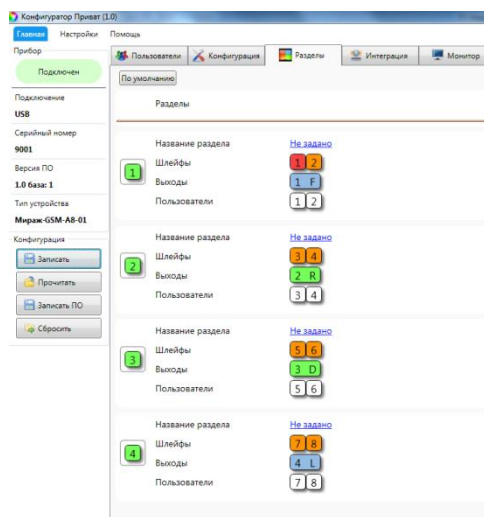 Конфигуратор Приват (1.0)
Главная Настройки Помощь
Прибор
Подключен
Подключение
USB
Серийный номер
9001
Версия ПО
1.0 база: 1
Тип устройства
Мираж-GSM-A8-01
Конфигурация
Записать
Прочитать
Записать ПО
Сбросить
Пользователи Конфигурация Разделы Интеграция Монитор
По умолчанию
Разделы
1
Название раздела Не задано
Шлейфы 1 2
Выходы 1 F
Пользователи 1 2
2
Название раздела Не задано
Шлейфы 3 4
Выходы 2 R
Пользователи 3 4
3
Название раздела Не задано
Шлейфы 5 6
Выходы 3 D
Пользователи 5 6
4
Название раздела Не задано
Шлейфы 7 8
Выходы 4 L
Пользователи 7 8